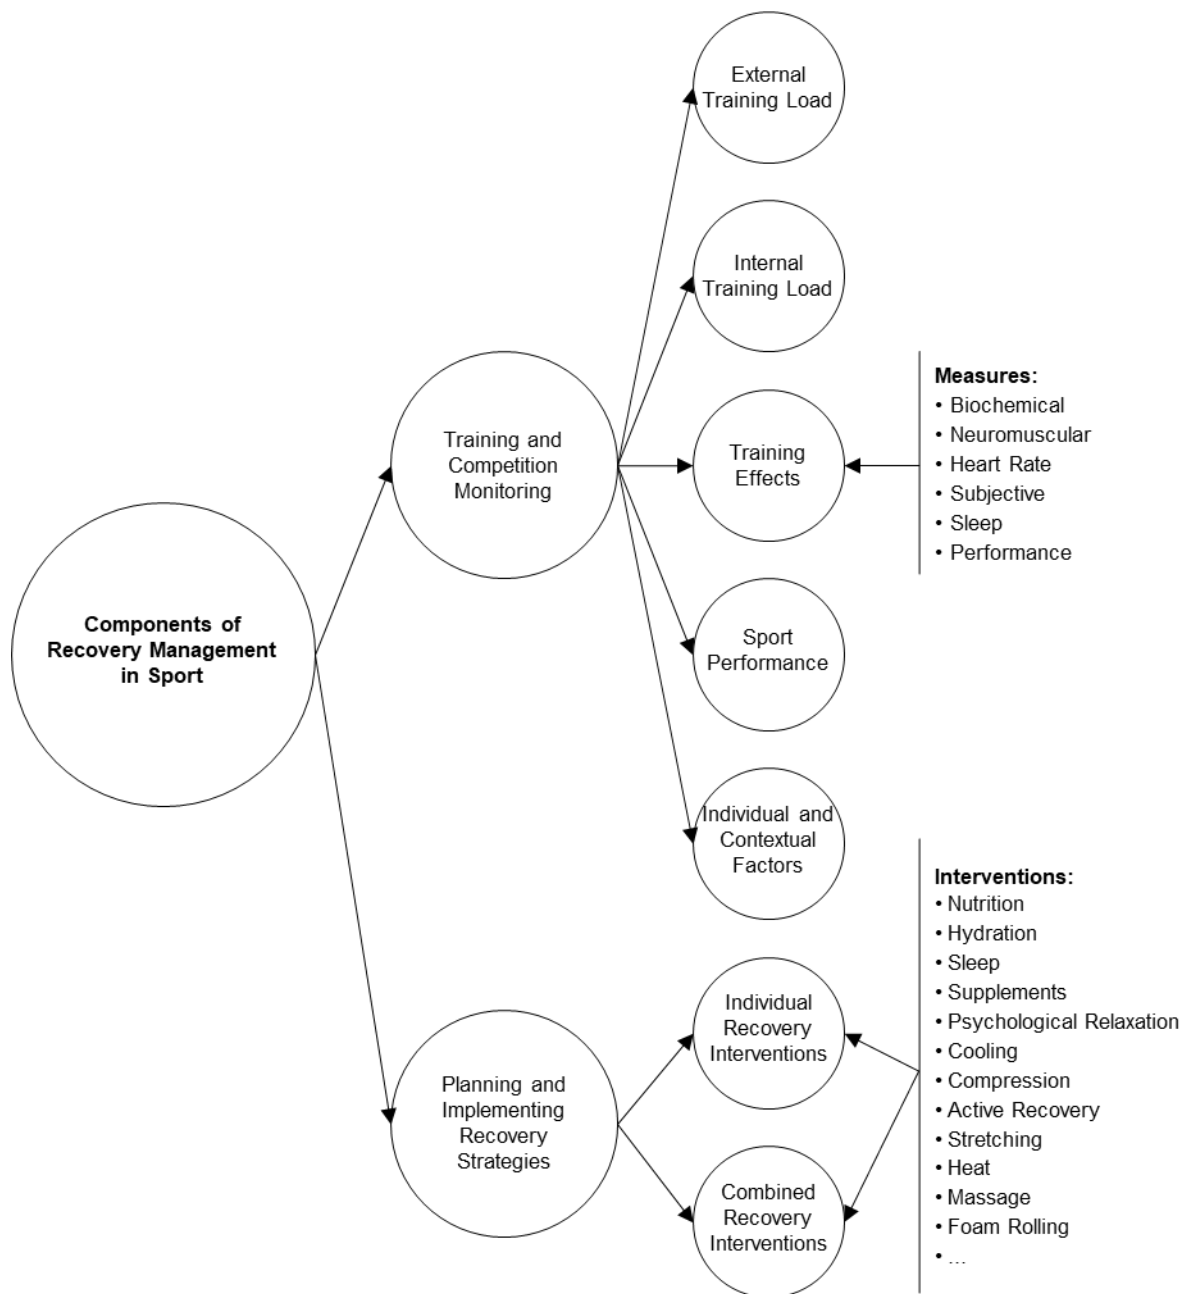 External
Training Load
Internal
Training Load
Training and
Competition
Monitoring
Training
Effects
Measures:
• Biochemical
• Neuromuscular
• Heart Rate
• Subjective
• Sleep
• Performance
Components of
Recovery Management
in Sport
Sport
Performance
Individual and
Contextual
Factors
Planning and
Implementing
Recovery
Strategies
Individual
Recovery
Interventions
Combined
Recovery
Interventions
Interventions:
• Nutrition
• Hydration
• Sleep
• Supplements
• Psychological Relaxation
• Cooling
• Compression
• Active Recovery
• Stretching
• Heat
• Massage
• Foam Rolling
• ...